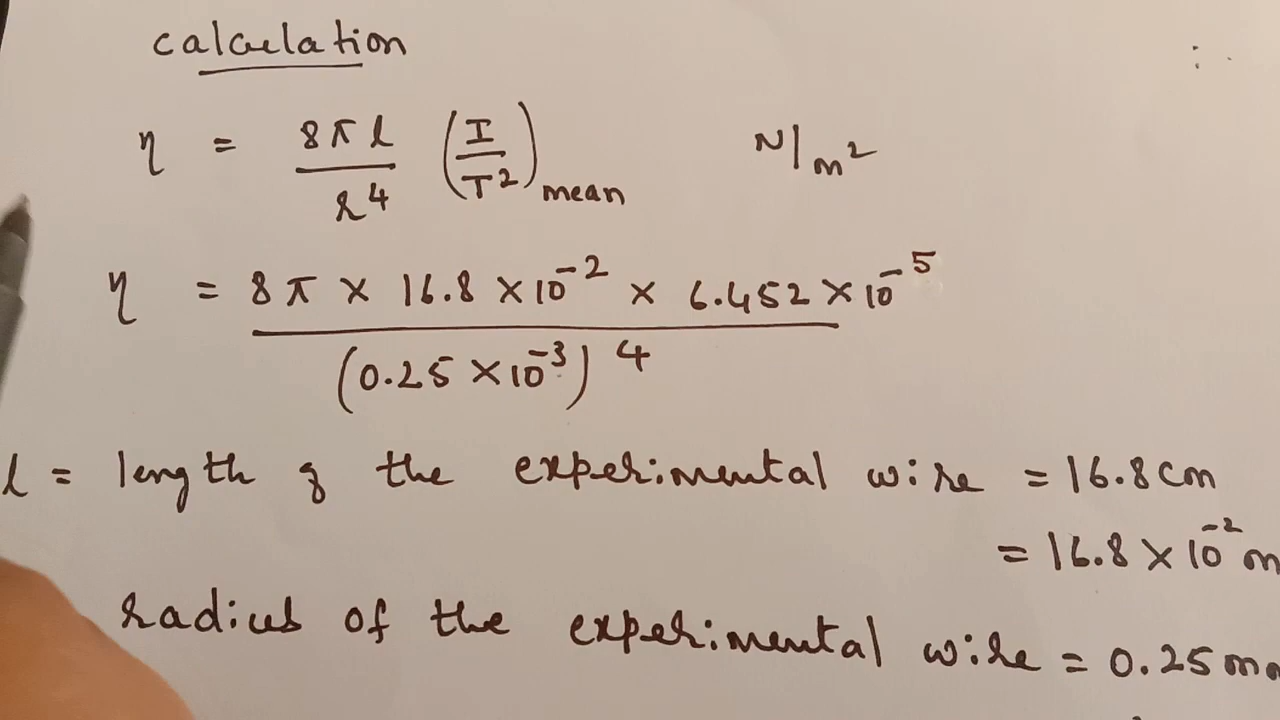 calculation
η = 8πl / r⁴ (I / T²) mean N/m²
η = 8π × 16.8 × 10⁻² × 6.452 × 10⁻⁵ / (0.25 × 10⁻³)⁴
l = length of the experimental wire = 16.8 cm
= 16.8 × 10⁻² m
radius of the experimental wire = 0.25 mm